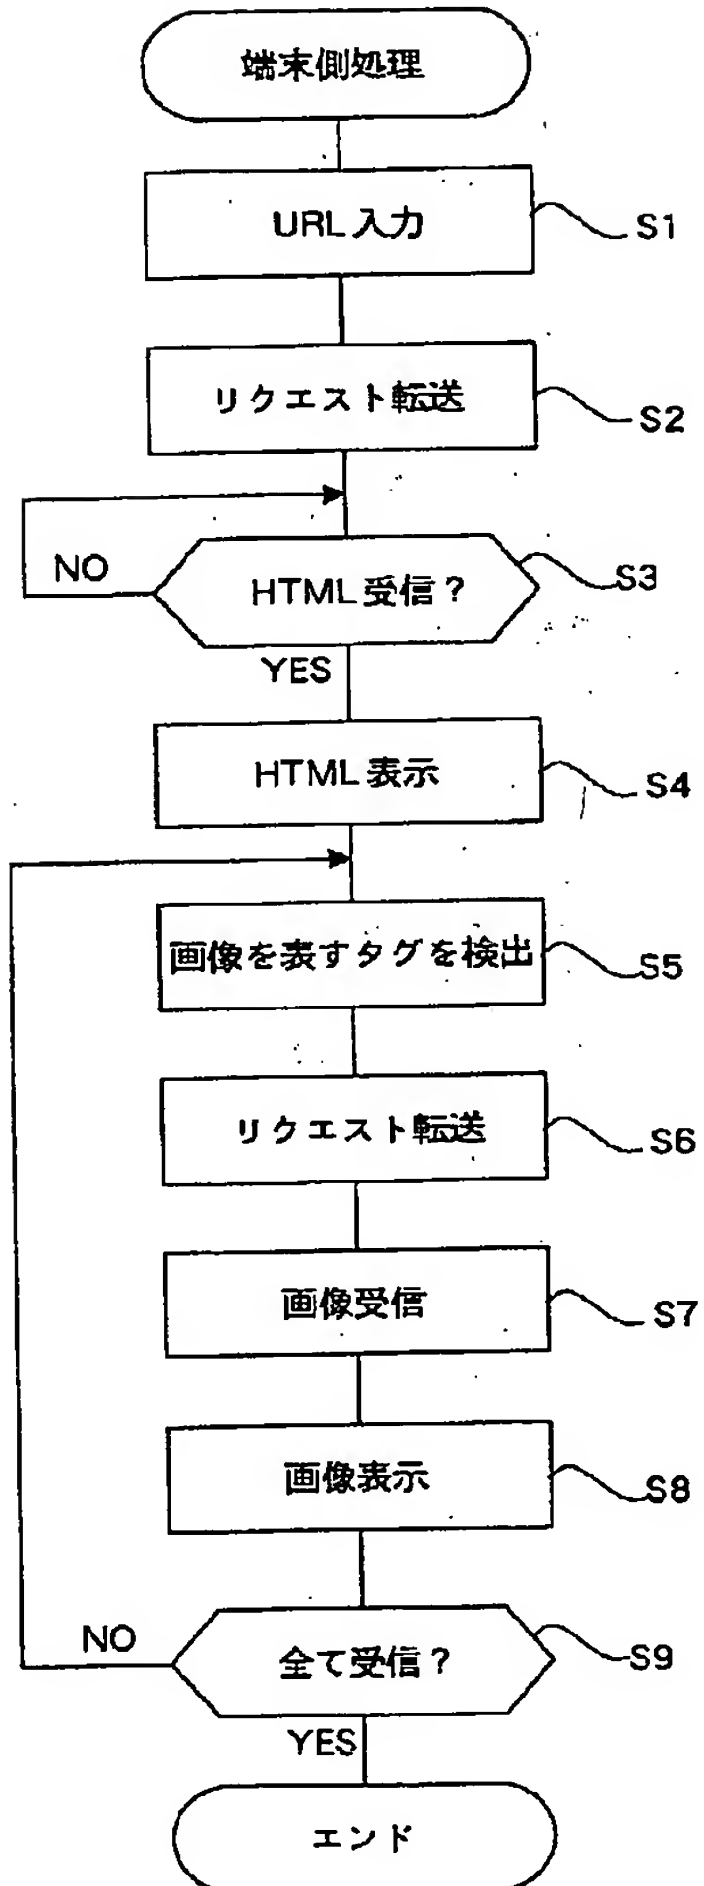 端末側処理
URL入力
S1
リクエスト転送
S2
NO
HTML受信？
S3
YES
HTML表示
S4
画像を表すタグを検出
S5
リクエスト転送
S6
画像受信
S7
画像表示
S8
NO
全て受信？
S9
YES
エンド